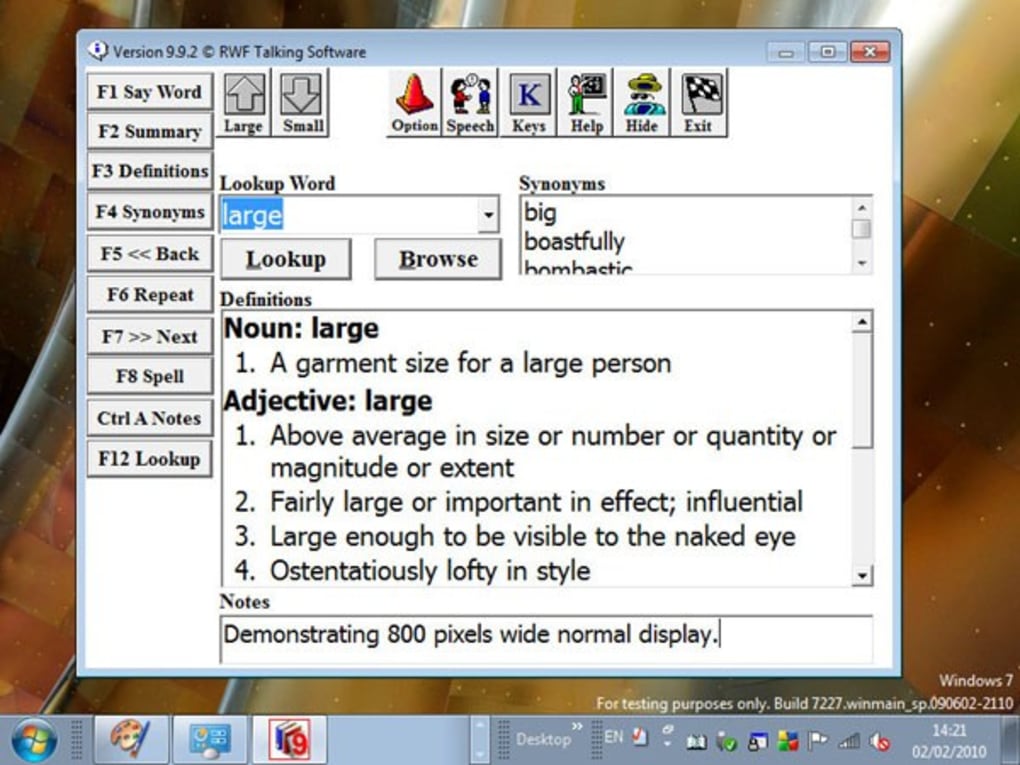 Version 9.9.2 © RWF Talking Software
F1 Say Word
F2 Summary
F3 Definitions
F4 Synonyms
F5 << Back
F6 Repeat
F7 >> Next
F8 Spell
Ctrl A Notes
F12 Lookup
Large Small Option Speech Keys Help Hide Exit
K
Lookup Word
large
Lookup Browse
Synonyms
big
boastfully
bombastic
Definitions
Noun: large
1. A garment size for a large person
Adjective: large
1. Above average in size or number or quantity or
magnitude or extent
2. Fairly large or important in effect; influential
3. Large enough to be visible to the naked eye
4. Ostentatiously lofty in style
Notes
Demonstrating 800 pixels wide normal display.
Windows 7
For testing purposes only. Build 7227.winmain_sp.090602-2110
9
Desktop
EN
14:21
02/02/2010